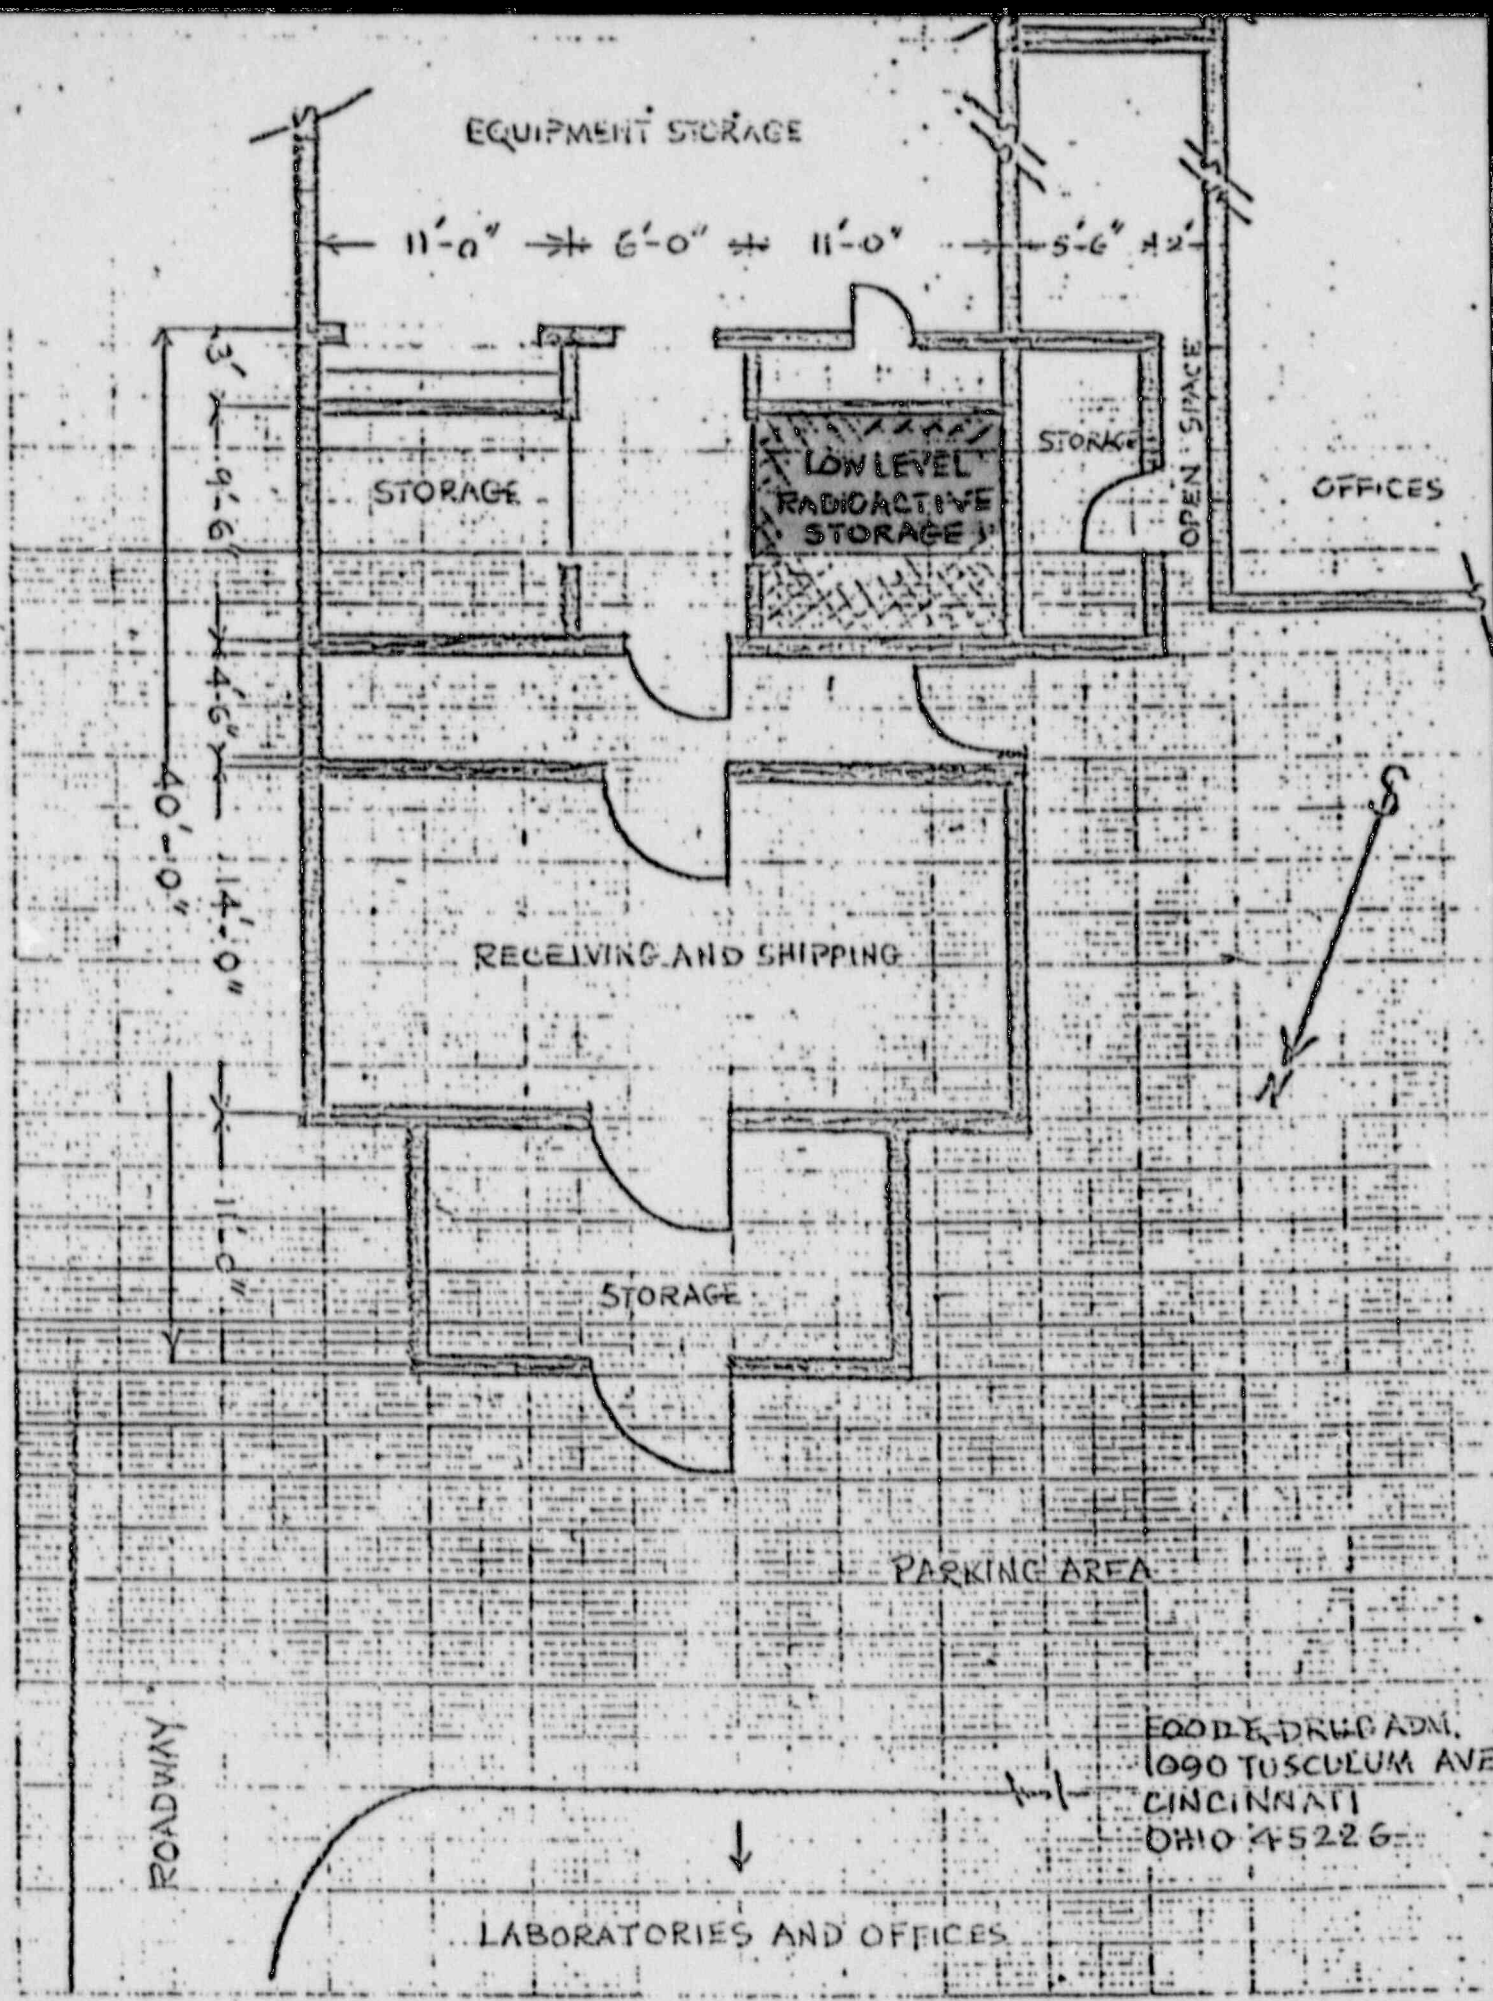 EQUIPMENT STORAGE
11'-0" 6'-0" 11'-0" 5'-6" 2'
3'
9'-6"
4'-6"
40'-0"
14'-0"
11'-0"
STORAGE
LOW LEVEL
RADIOACTIVE
STORAGE
STORAGE
OPEN SPACE
OFFICES
S
N
RECEIVING AND SHIPPING
STORAGE
PARKING AREA
ROADWAY
FOOD & DRUG ADM.
1090 TUSCULUM AVE
CINCINNATI
OHIO 45226
LABORATORIES AND OFFICES